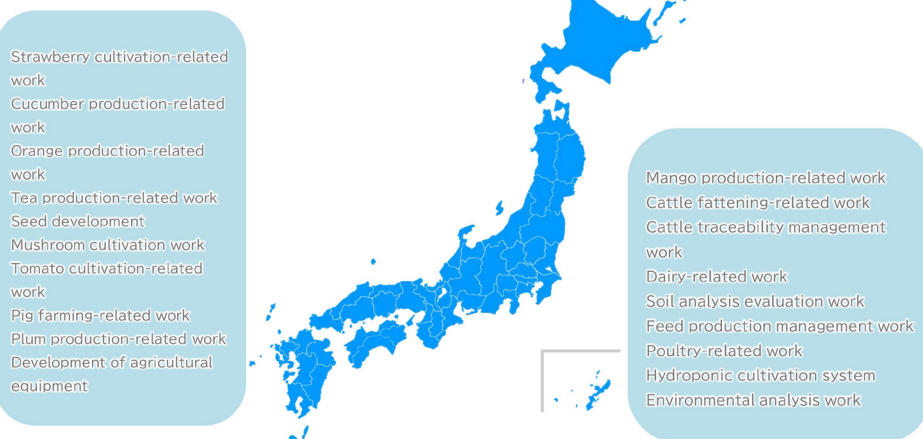 Strawberry cultivation-related
work
Cucumber production-related
work
Orange production-related
work
Tea production-related work
Seed development
Mushroom cultivation work
Tomato cultivation-related
work
Pig farming-related work
Plum production-related work
Development of agricultural
equipment
Mango production-related work
Cattle fattening-related work
Cattle traceability management
work
Dairy-related work
Soil analysis evaluation work
Feed production management work
Poultry-related work
Hydroponic cultivation system
Environmental analysis work